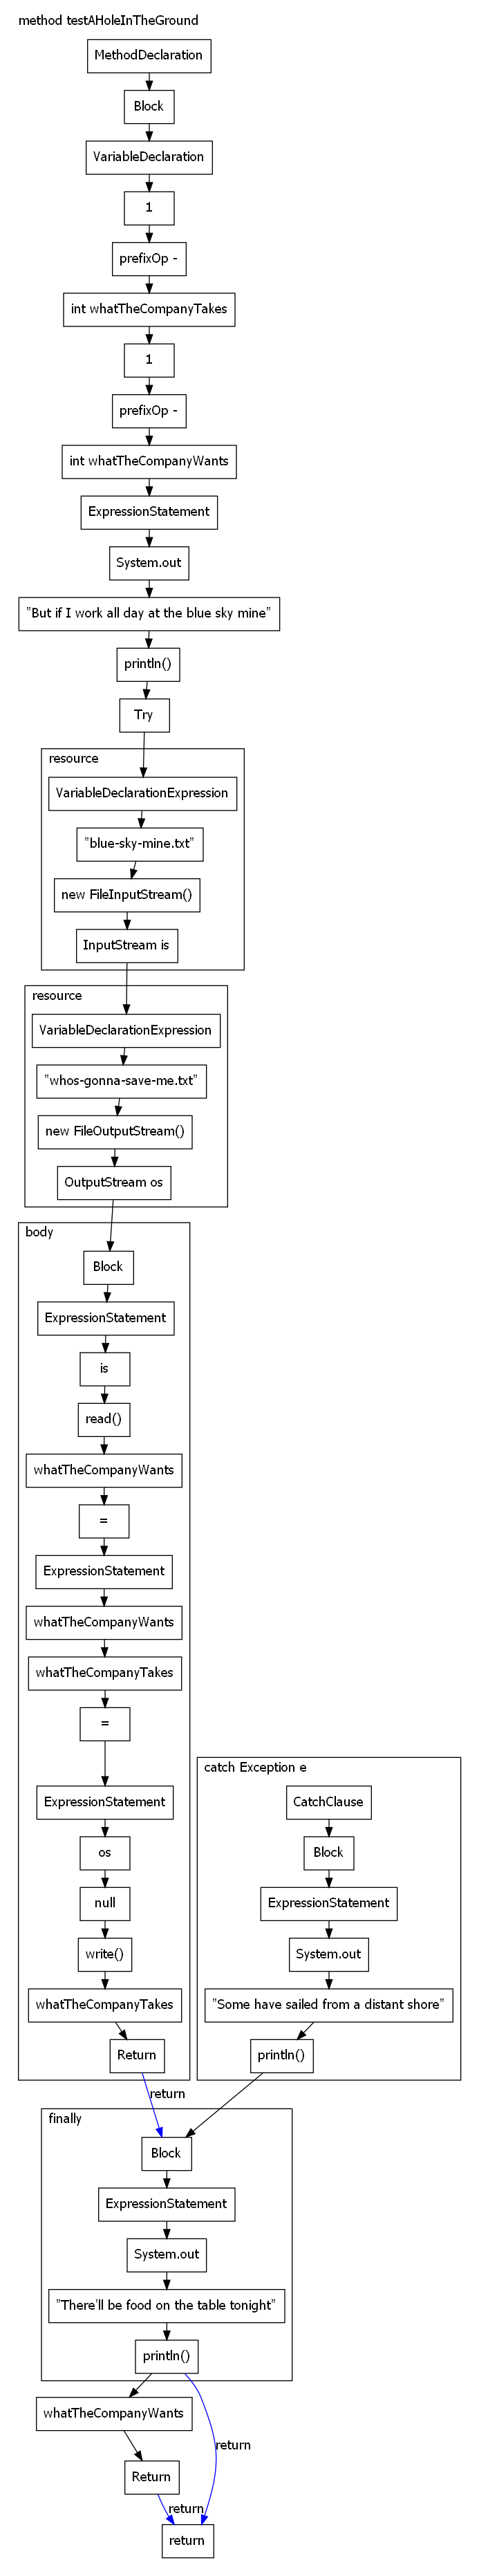 method testAHoleInTheGround
MethodDeclaration
Block
VariableDeclaration
1
prefixOp -
int whatTheCompanyTakes
1
prefixOp -
int whatTheCompanyWants
ExpressionStatement
System.out
"But if I work all day at the blue sky mine"
println()
Try
resource
VariableDeclarationExpression
"blue-sky-mine.txt"
new FileInputStream()
InputStream is
resource
VariableDeclarationExpression
"whos-gonna-save-me.txt"
new FileOutputStream()
OutputStream os
body
Block
ExpressionStatement
is
read()
whatTheCompanyWants
=
ExpressionStatement
whatTheCompanyWants
whatTheCompanyTakes
=
ExpressionStatement
os
null
write()
whatTheCompanyTakes
Return
catch Exception e
CatchClause
Block
ExpressionStatement
System.out
"Some have sailed from a distant shore"
println()
return
finally
Block
ExpressionStatement
System.out
"There'll be food on the table tonight"
println()
whatTheCompanyWants
return
Return
return
return